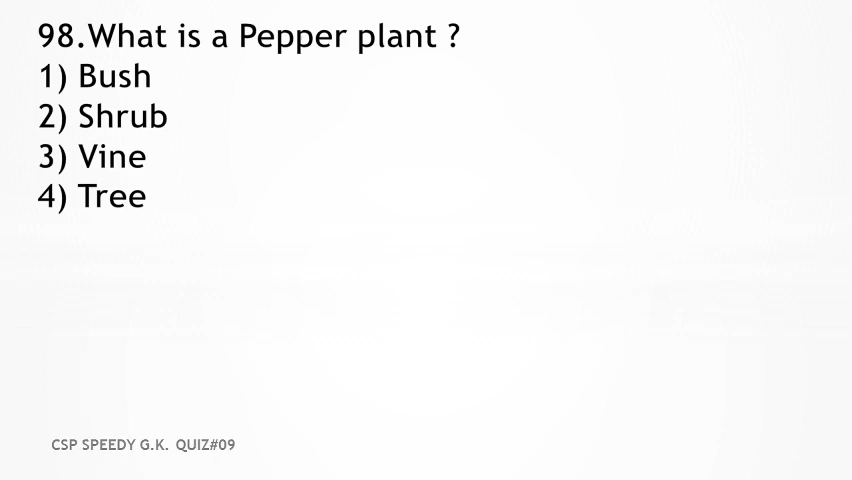 98.What is a Pepper plant ?
1) Bush
2) Shrub
3) Vine
4) Tree
CSP SPEEDY G.K. QUIZ#09